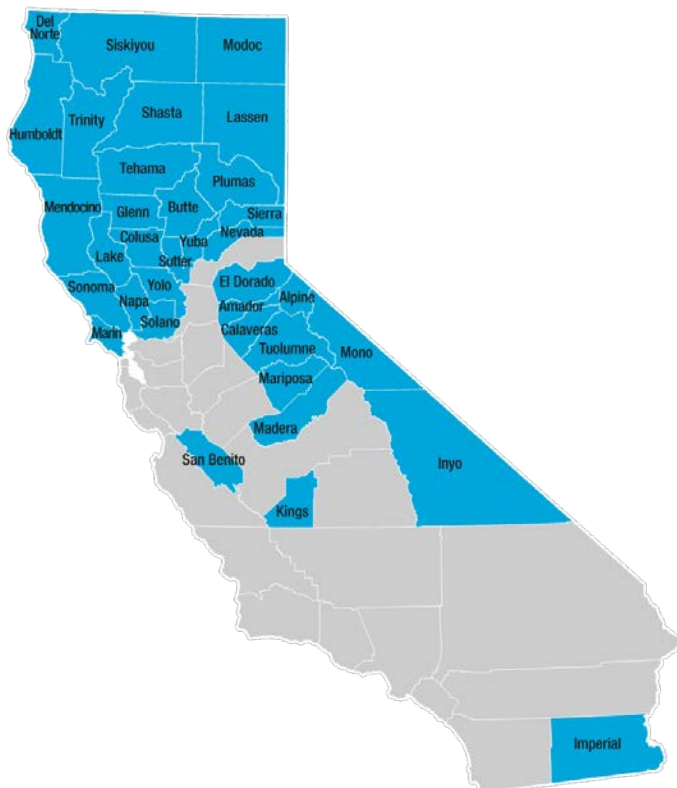 Del
Norte
Siskiyou
Modoc
Humboldt
Trinity
Shasta
Lassen
Tehama
Plumas
Mendocino
Glenn
Butte
Sierra
Colusa
Yuba
Nevada
Lake
Sutter
Sonoma
Napa
Yolo
El Dorado
Alpine
Amador
Solano
Marin
Calaveras
Tuolumne
Mono
Mariposa
Madera
San Benito
Inyo
Kings
Imperial